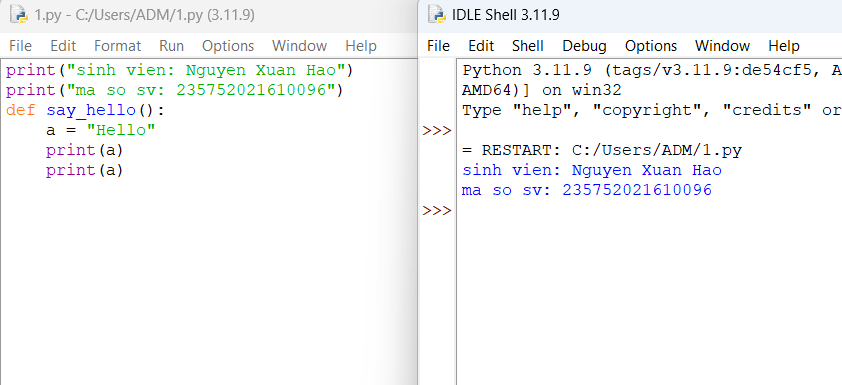 1.py - C:/Users/ADM/1.py (3.11.9)
File Edit Format Run Options Window Help
print("sinh vien: Nguyen Xuan Hao")
print("ma so sv: 235752021610096")
def say_hello():
    a = "Hello"
    print(a)
    print(a)
IDLE Shell 3.11.9
File Edit Shell Debug Options Window Help
Python 3.11.9 (tags/v3.11.9:de54cf5, A
AMD64)] on win32
Type "help", "copyright", "credits" or
>>>
= RESTART: C:/Users/ADM/1.py
sinh vien: Nguyen Xuan Hao
ma so sv: 235752021610096
>>>